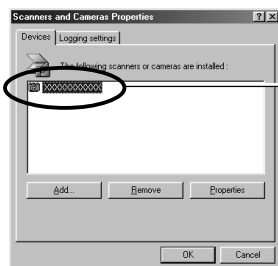 Scanners and Cameras Properties
Devices Logging settings
The following scanners or cameras are installed :
XXXXXXXXXXX
Add... Remove Properties
OK Cancel